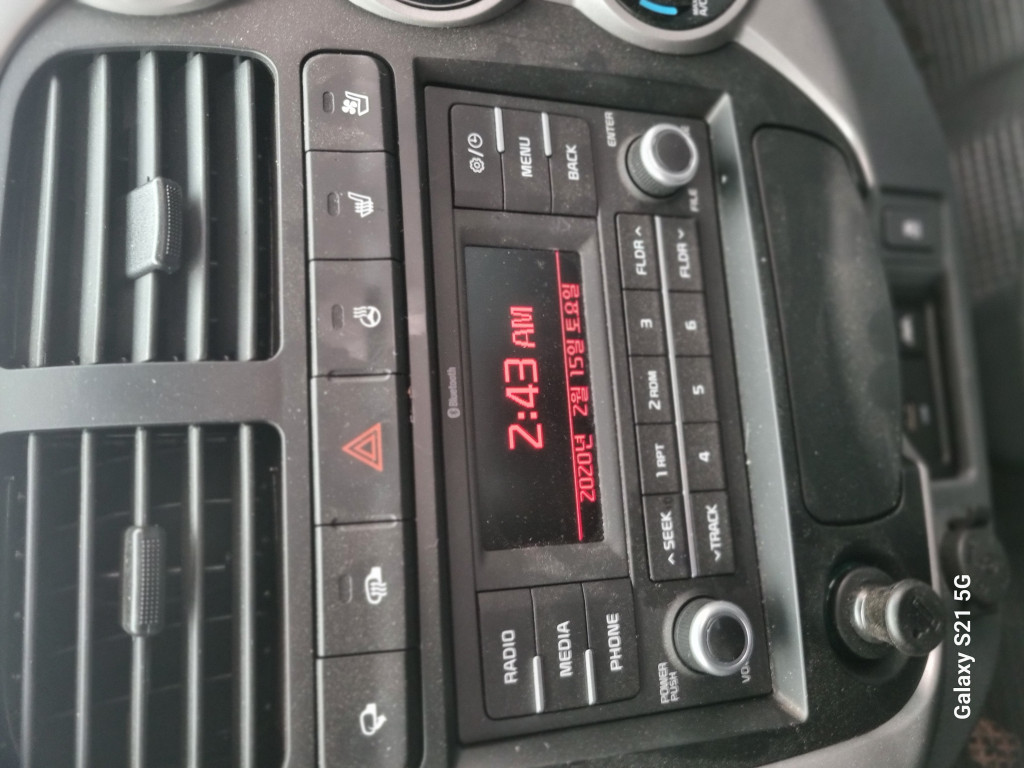 Bluetooth
RADIO
MEDIA
PHONE
2:43 AM
2020년 2월 15일 토요일
MENU
BACK
ENTER
FILE
POWER
PUSH
∧ SEEK
1 RPT
2 RDM
3
FLDR ∧
∨ TRACK
4
5
6
FLDR ∨
A/C
Galaxy S21 5G